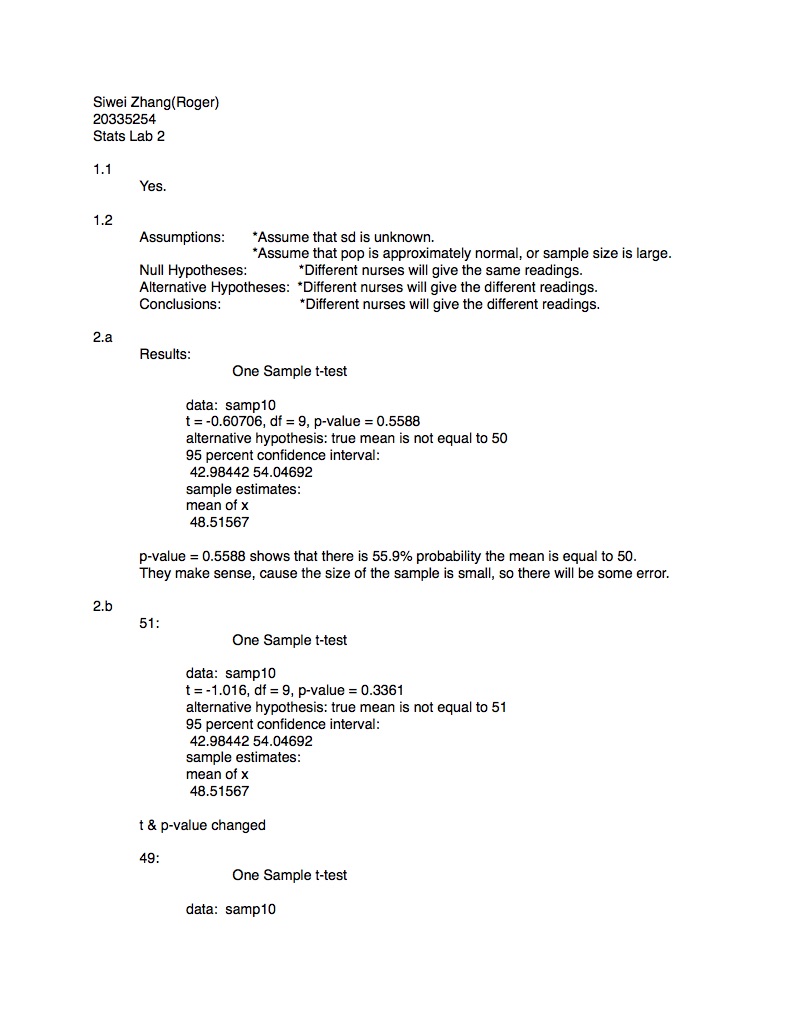 Siwei Zhang(Roger)
20335254
Stats Lab 2
1.1
Yes.
1.2
Assumptions: *Assume that sd is unknown.
*Assume that pop is approximately normal, or sample size is large.
Null Hypotheses: *Different nurses will give the same readings.
Alternative Hypotheses: *Different nurses will give the different readings.
Conclusions: *Different nurses will give the different readings.
2.a
Results:
One Sample t-test
data: samp10
t = -0.60706, df = 9, p-value = 0.5588
alternative hypothesis: true mean is not equal to 50
95 percent confidence interval:
42.98442 54.04692
sample estimates:
mean of x
48.51567
p-value = 0.5588 shows that there is 55.9% probability the mean is equal to 50.
They make sense, cause the size of the sample is small, so there will be some error.
2.b
51:
One Sample t-test
data: samp10
t = -1.016, df = 9, p-value = 0.3361
alternative hypothesis: true mean is not equal to 51
95 percent confidence interval:
42.98442 54.04692
sample estimates:
mean of x
48.51567
t & p-value changed
49:
One Sample t-test
data: samp10